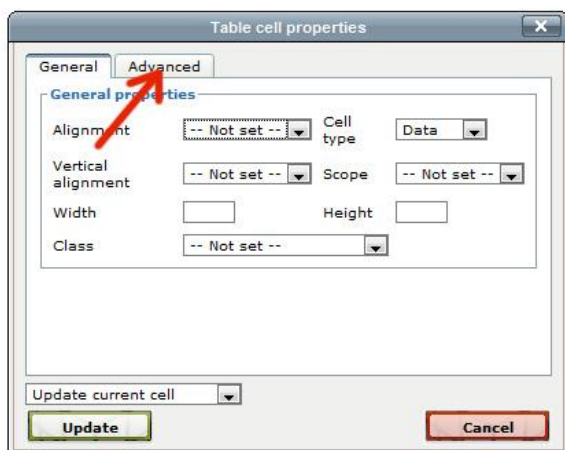 Table cell properties
General Advanced
General properties
Alignment -- Not set -- Cell type Data
Vertical alignment -- Not set -- Scope -- Not set --
Width Height
Class -- Not set --
Update current cell
Update Cancel